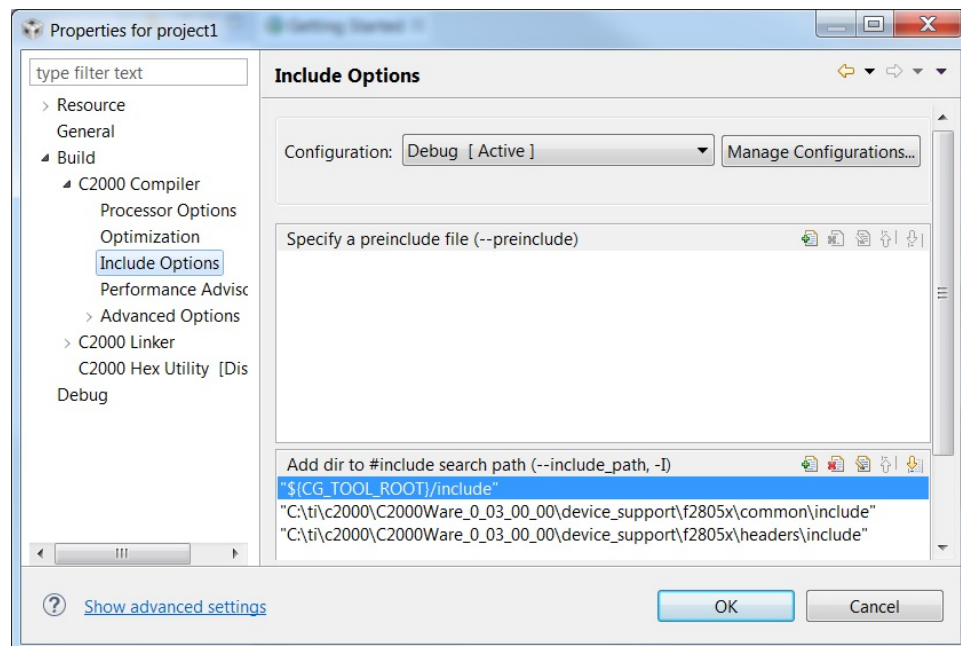 Properties for project1
Getting Started
type filter text
Include Options
Resource
General
Build
C2000 Compiler
Processor Options
Optimization
Include Options
Performance Advisc
Advanced Options
C2000 Linker
C2000 Hex Utility [Dis
Debug
Configuration: Debug [ Active ] Manage Configurations...
Specify a preinclude file (--preinclude)
Add dir to #include search path (--include_path, -I)
"${CG_TOOL_ROOT}/include"
"C:\ti\c2000\C2000Ware_0_03_00_00\device_support\f2805x\common\include"
"C:\ti\c2000\C2000Ware_0_03_00_00\device_support\f2805x\headers\include"
Show advanced settings
OK
Cancel